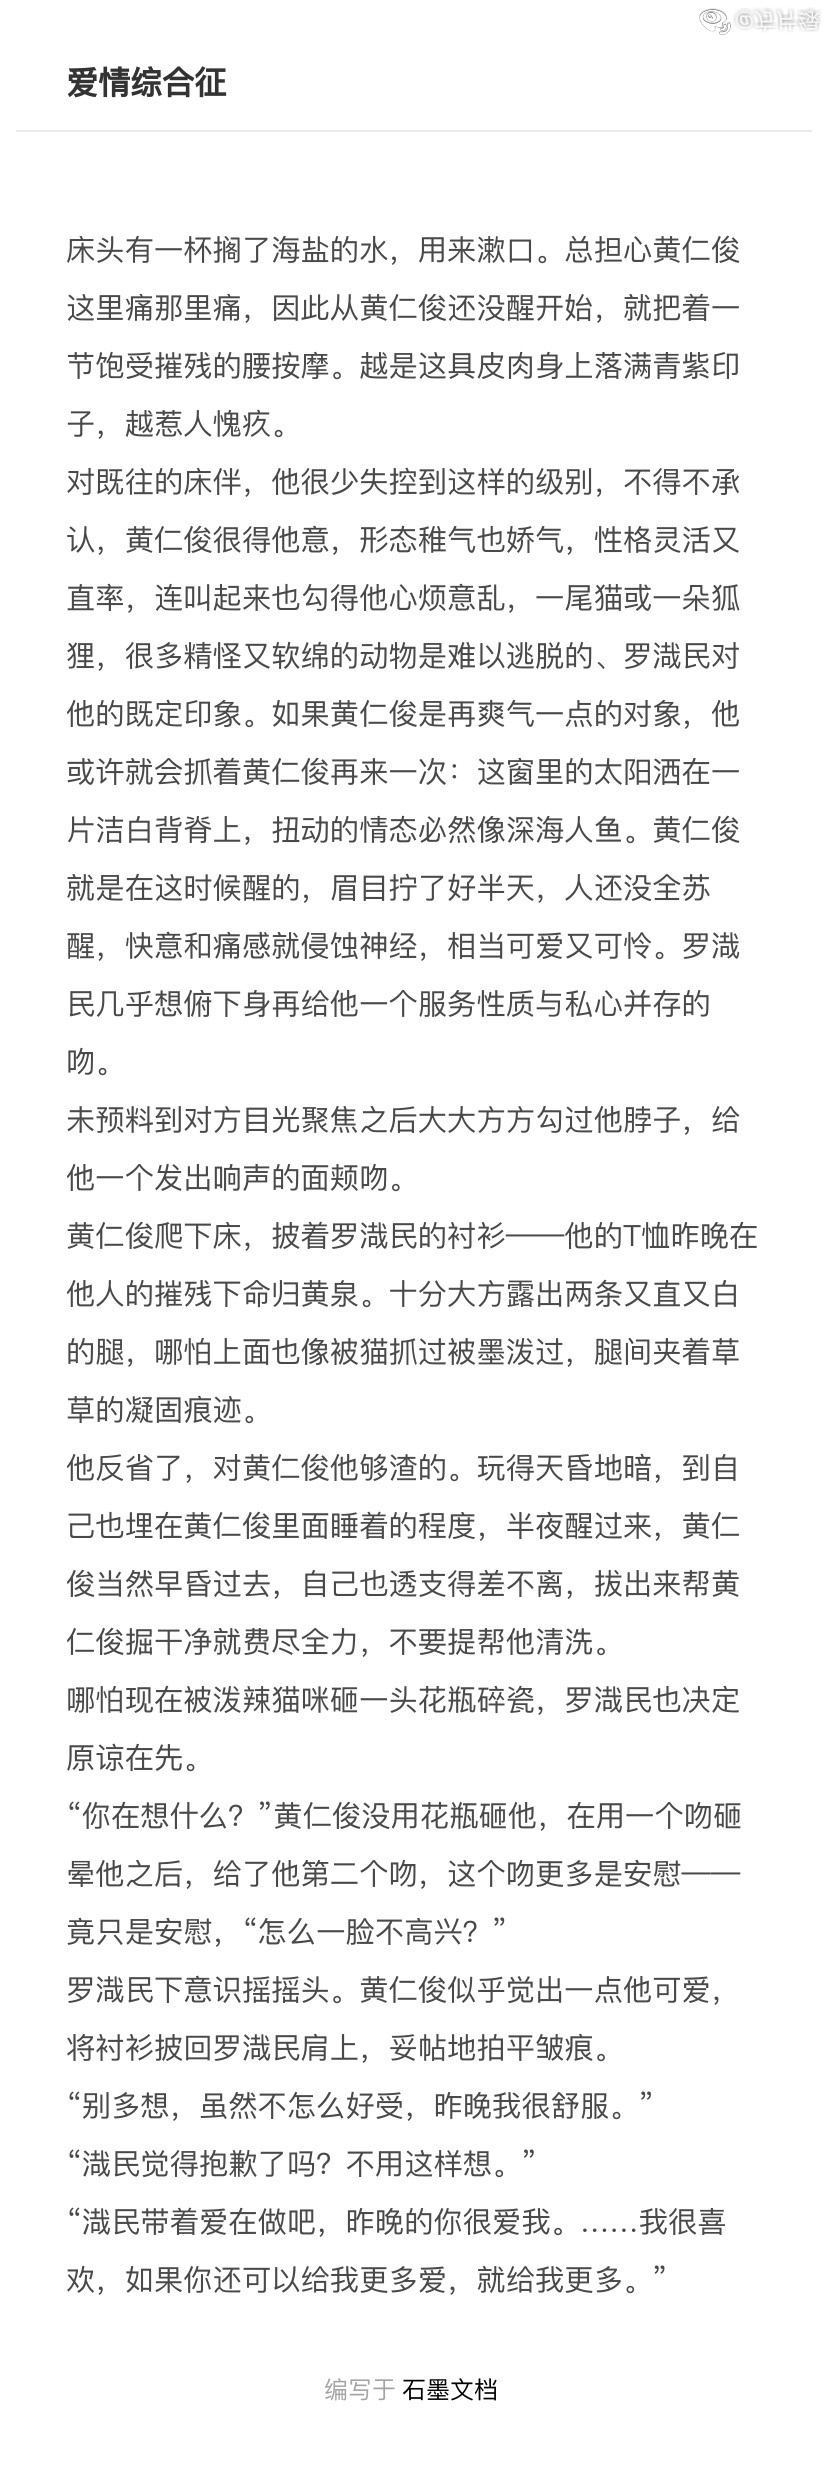 爱情综合征
床头有一杯搁了海盐的水，用来漱口。总担心黄仁俊
这里痛那里痛，因此从黄仁俊还没醒开始，就把着一
节饱受摧残的腰按摩。越是这具皮肉身上落满青紫印
子，越惹人愧疚。
对既往的床伴，他很少失控到这样的级别，不得不承
认，黄仁俊很得他意，形态稚气也娇气，性格灵活又
直率，连叫起来也勾得他心烦意乱，一尾猫或一朵狐
狸，很多精怪又软绵的动物是难以逃脱的、罗渽民对
他的既定印象。如果黄仁俊是再爽气一点的对象，他
或许就会抓着黄仁俊再来一次：这窗里的太阳洒在一
片洁白背脊上，扭动的情态必然像深海人鱼。黄仁俊
就是在这时候醒的，眉目拧了好半天，人还没全苏
醒，快意和痛感就侵蚀神经，相当可爱又可怜。罗渽
民几乎想俯下身再给他一个服务性质与私心并存的
吻。
未预料到对方目光聚焦之后大大方方勾过他脖子，给
他一个发出响声的面颊吻。
黄仁俊爬下床，披着罗渽民的衬衫——他的T恤昨晚在
他人的摧残下命归黄泉。十分大方露出两条又直又白
的腿，哪怕上面也像被猫抓过被墨泼过，腿间夹着草
草的凝固痕迹。
他反省了，对黄仁俊他够渣的。玩得天昏地暗，到自
己也埋在黄仁俊里面睡着的程度，半夜醒过来，黄仁
俊当然早昏过去，自己也透支得差不离，拔出来帮黄
仁俊掘干净就费尽全力，不要提帮他清洗。
哪怕现在被泼辣猫咪砸一头花瓶碎瓷，罗渽民也决定
原谅在先。
“你在想什么？”黄仁俊没用花瓶砸他，在用一个吻砸
晕他之后，给了他第二个吻，这个吻更多是安慰——
竟只是安慰，“怎么一脸不高兴？”
罗渽民下意识摇摇头。黄仁俊似乎觉出一点他可爱，
将衬衫披回罗渽民肩上，妥帖地拍平皱痕。
“别多想，虽然不怎么好受，昨晚我很舒服。”
“渽民觉得抱歉了吗？不用这样想。”
“渽民带着爱在做吧，昨晚的你很爱我。……我很喜
欢，如果你还可以给我更多爱，就给我更多。”
编写于 石墨文档